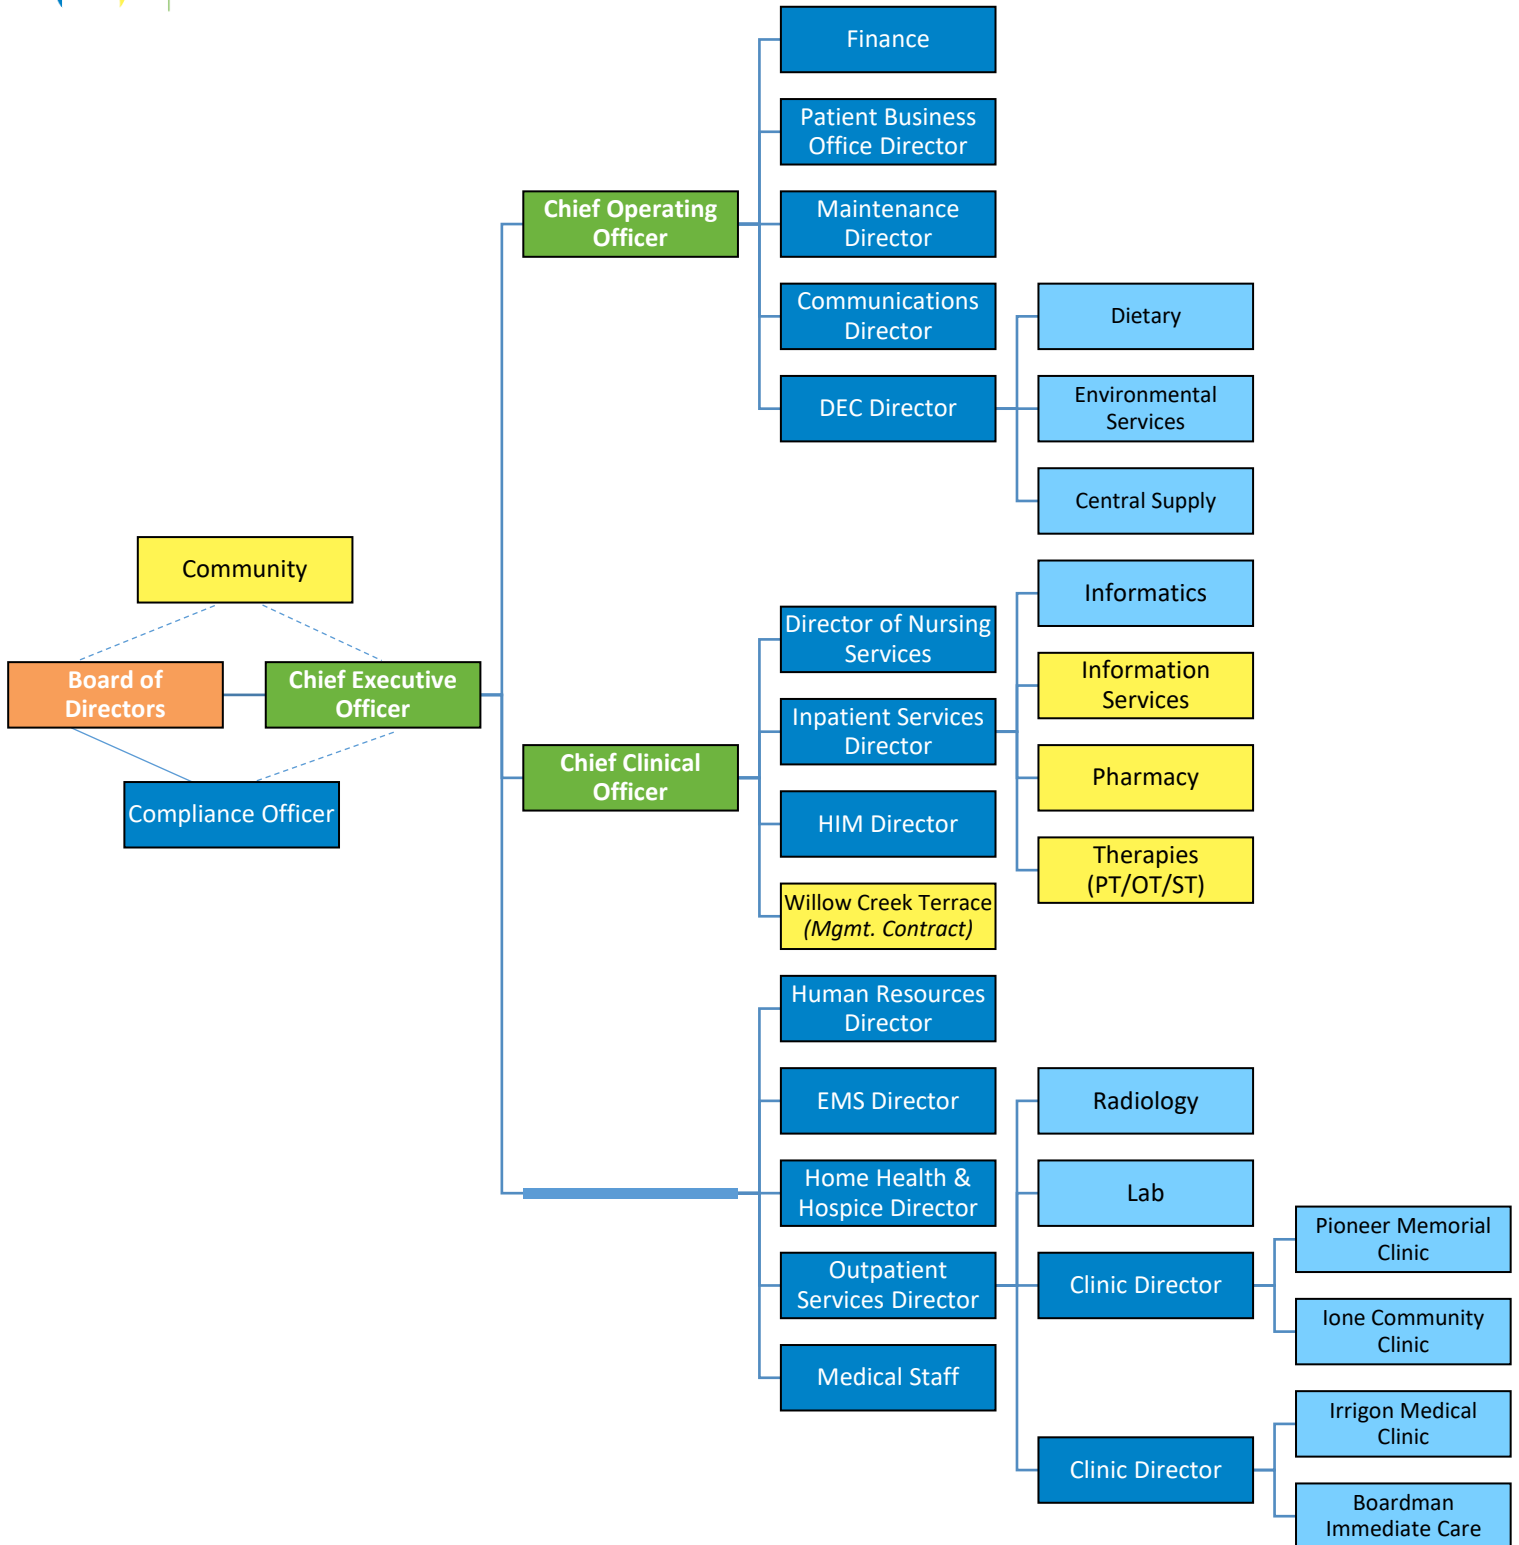 Finance
Patient Business
Office Director
Chief Operating
Officer
Maintenance
Director
Communications
Director
Dietary
DEC Director
Environmental
Services
Central Supply
Community
Board of
Directors
Chief Executive
Officer
Compliance Officer
Chief Clinical
Officer
Director of Nursing
Services
Inpatient Services
Director
HIM Director
Willow Creek Terrace
(Mgmt. Contract)
Informatics
Information
Services
Pharmacy
Therapies
(PT/OT/ST)
Human Resources
Director
EMS Director
Home Health &
Hospice Director
Outpatient
Services Director
Medical Staff
Radiology
Lab
Clinic Director
Pioneer Memorial
Clinic
Ione Community
Clinic
Clinic Director
Irrigon Medical
Clinic
Boardman
Immediate Care